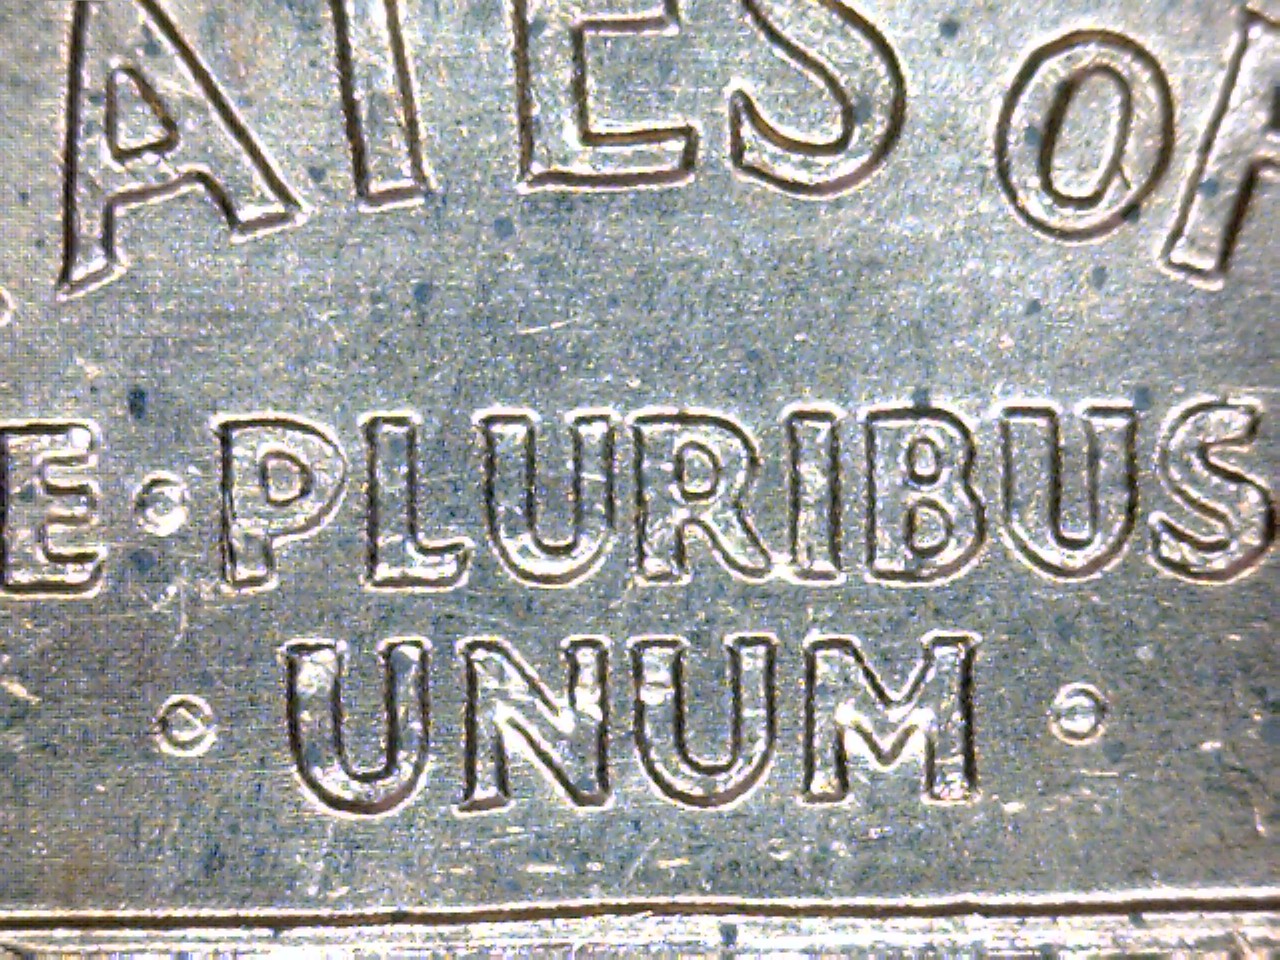 ATES OF
E · PLURIBUS
· UNUM ·